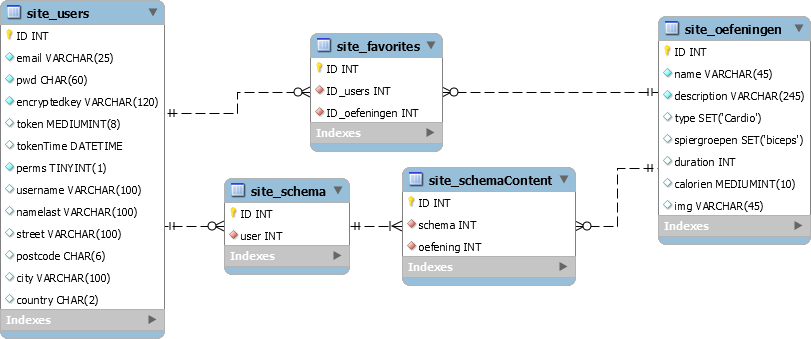 site_users
ID INT
email VARCHAR(25)
pwd CHAR(60)
encryptedkey VARCHAR(120)
token MEDIUMINT(8)
tokenTime DATETIME
perms TINYINT(1)
username VARCHAR(100)
namelast VARCHAR(100)
street VARCHAR(100)
postcode CHAR(6)
city VARCHAR(100)
country CHAR(2)
Indexes
site_favorites
ID INT
ID_users INT
ID_oefeningen INT
Indexes
site_schema
ID INT
user INT
Indexes
site_schemaContent
ID INT
schema INT
oefening INT
Indexes
site_oefeningen
ID INT
name VARCHAR(45)
description VARCHAR(245)
type SET('Cardio')
spiergroepen SET('biceps')
duration INT
calorien MEDIUMINT(10)
img VARCHAR(45)
Indexes